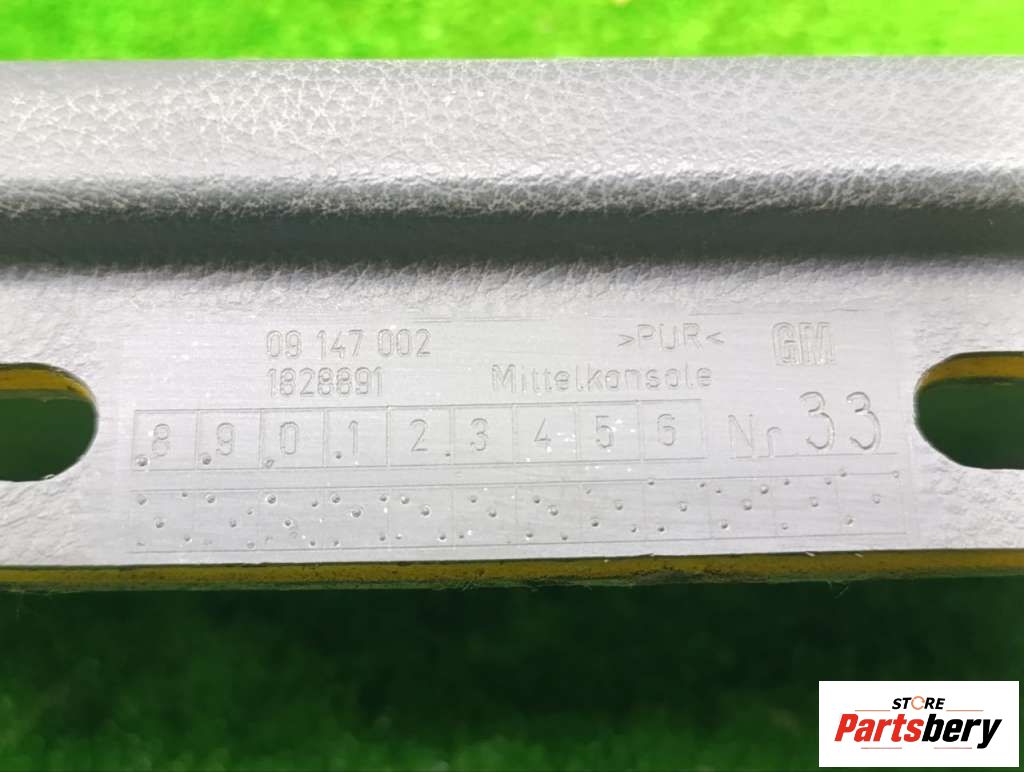 09 147 002 >PUR< GM
1828891 Mittelkonsole
8 9 0 1 2 3 4 5 6 Nr 33
STORE
Partsbery